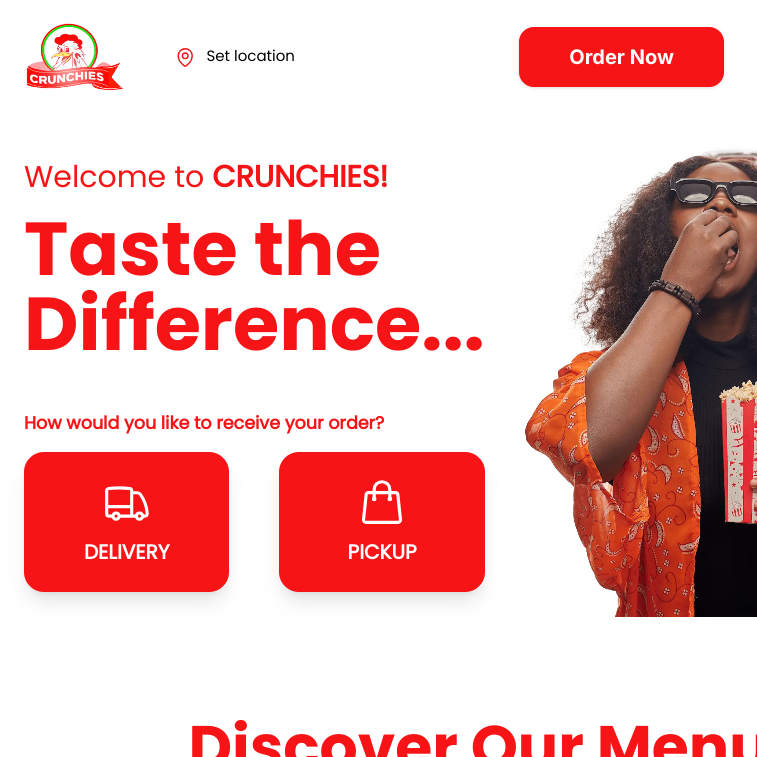 CRUNCHIES
Set location
Order Now
Welcome to CRUNCHIES!
Taste the
Difference...
How would you like to receive your order?
DELIVERY
PICKUP
Discover Our Menu